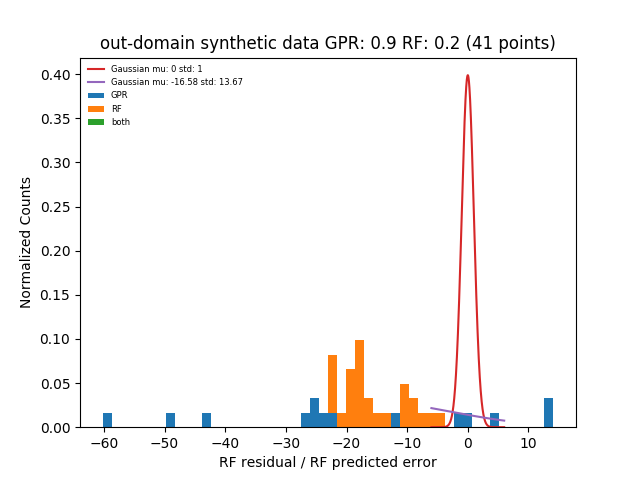 out-domain synthetic data GPR: 0.9 RF: 0.2 (41 points)
Gaussian mu: 0 std: 1
Gaussian mu: -16.58 std: 13.67
GPR
RF
both
Normalized Counts
0.40
0.35
0.30
0.25
0.20
0.15
0.10
0.05
0.00
−60 −50 −40 −30 −20 −10 0 10
RF residual / RF predicted error